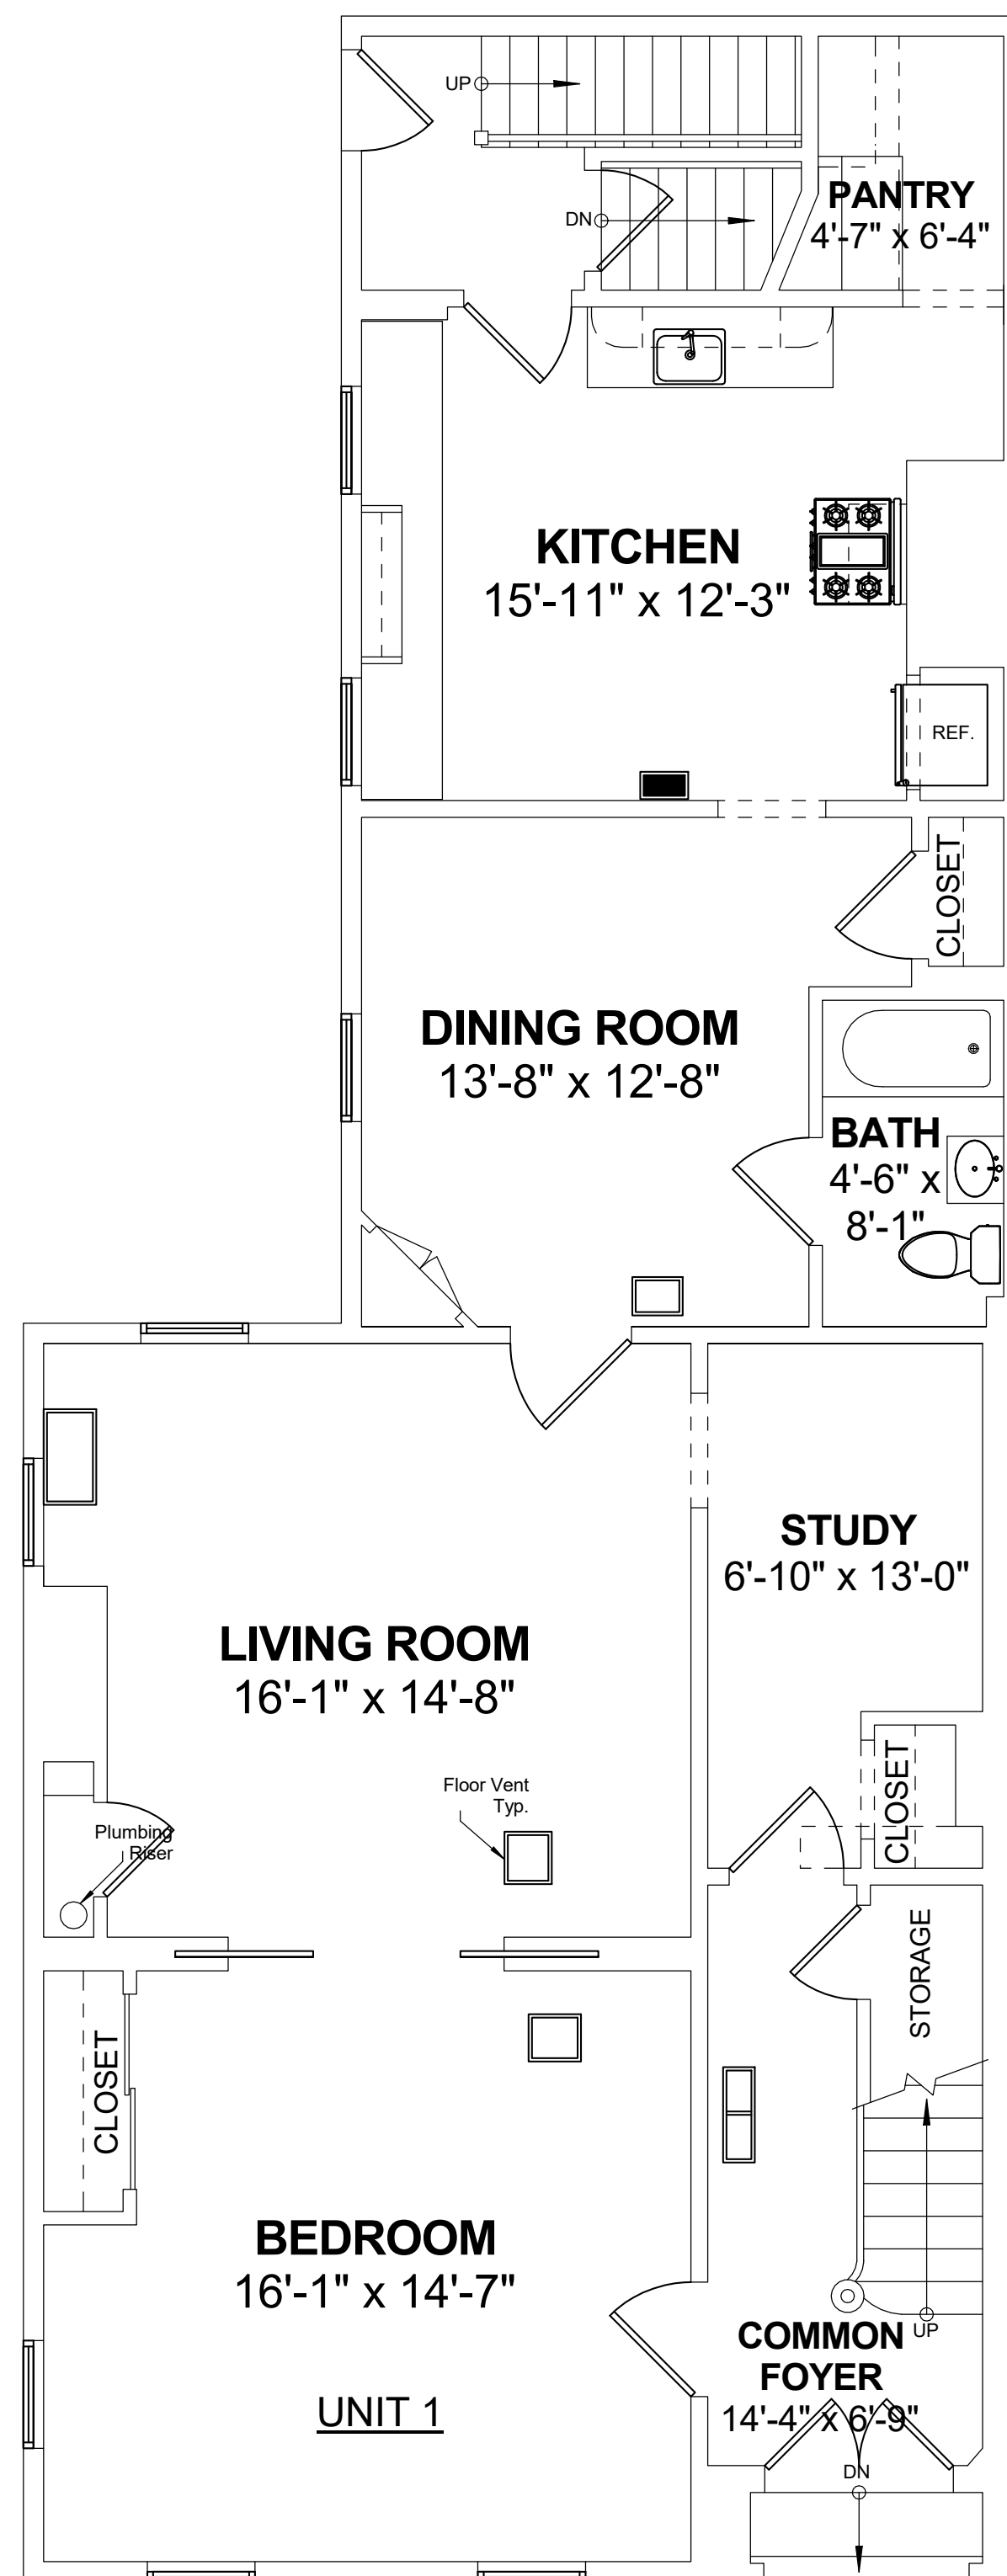 UP
DN
PANTRY
4'-7" x 6'-4"
KITCHEN
15'-11" x 12'-3"
REF.
CLOSET
DINING ROOM
13'-8" x 12'-8"
BATH
4'-6" x
8'-1"
STUDY
6'-10" x 13'-0"
LIVING ROOM
16'-1" x 14'-8"
Floor Vent
Typ.
Plumbing
Riser
CLOSET
STORAGE
CLOSET
BEDROOM
16'-1" x 14'-7"
UP
COMMON
FOYER
14'-4" x 6'-9"
UNIT 1
DN